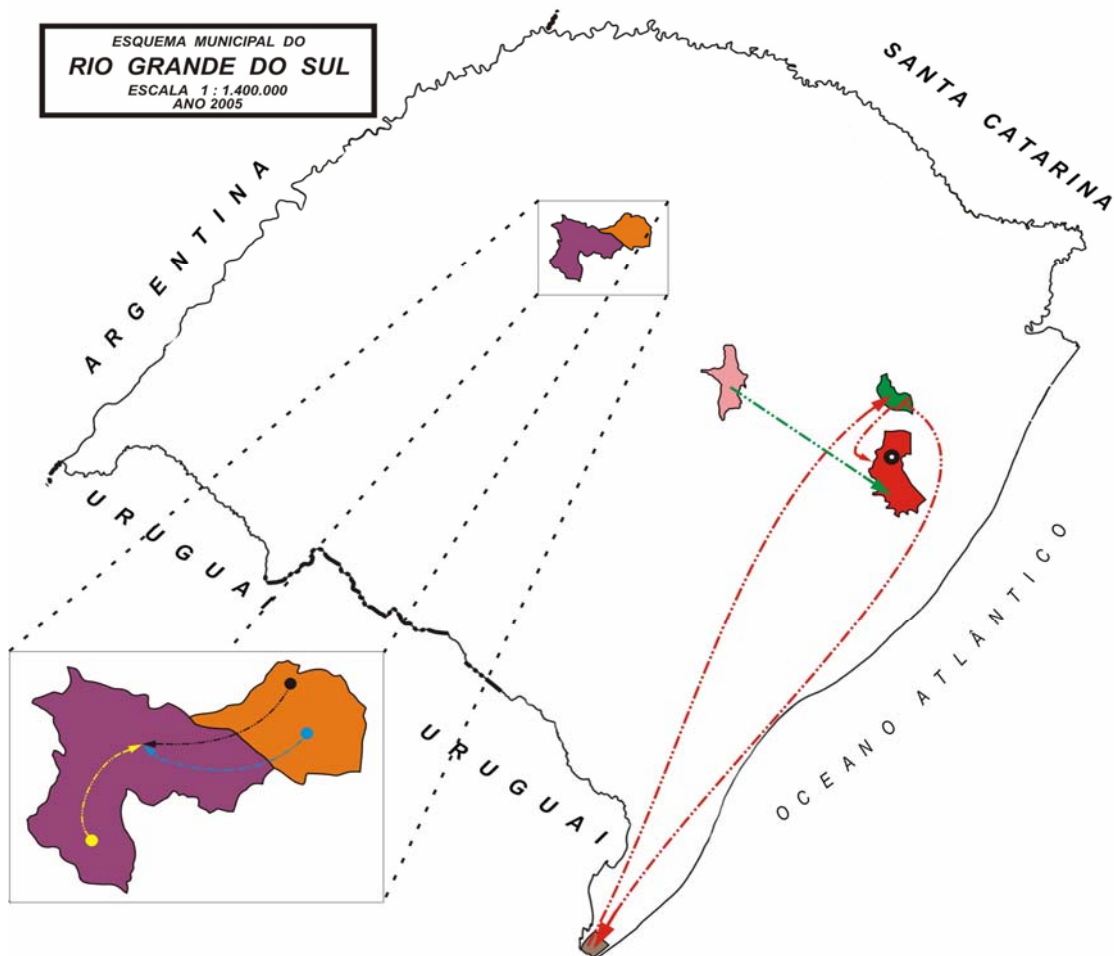 ESQUEMA MUNICIPAL DO
RIO GRANDE DO SUL
ESCALA 1 : 1.400.000
ANO 2005
SANTA CATARINA
ARGENTINA
URUGUAI
URUGUAI
OCEANO ATLÂNTICO